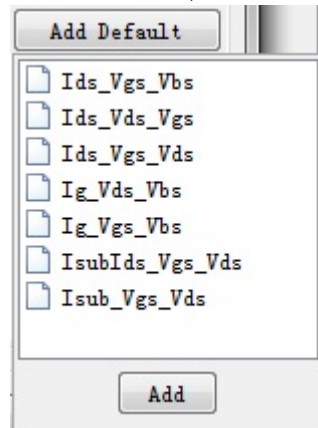 Add Default
Ids_Vgs_Vbs
Ids_Vds_Vgs
Ids_Vgs_Vds
Ig_Vds_Vbs
Ig_Vgs_Vbs
IsubIds_Vgs_Vds
Isub_Vgs_Vds
Add